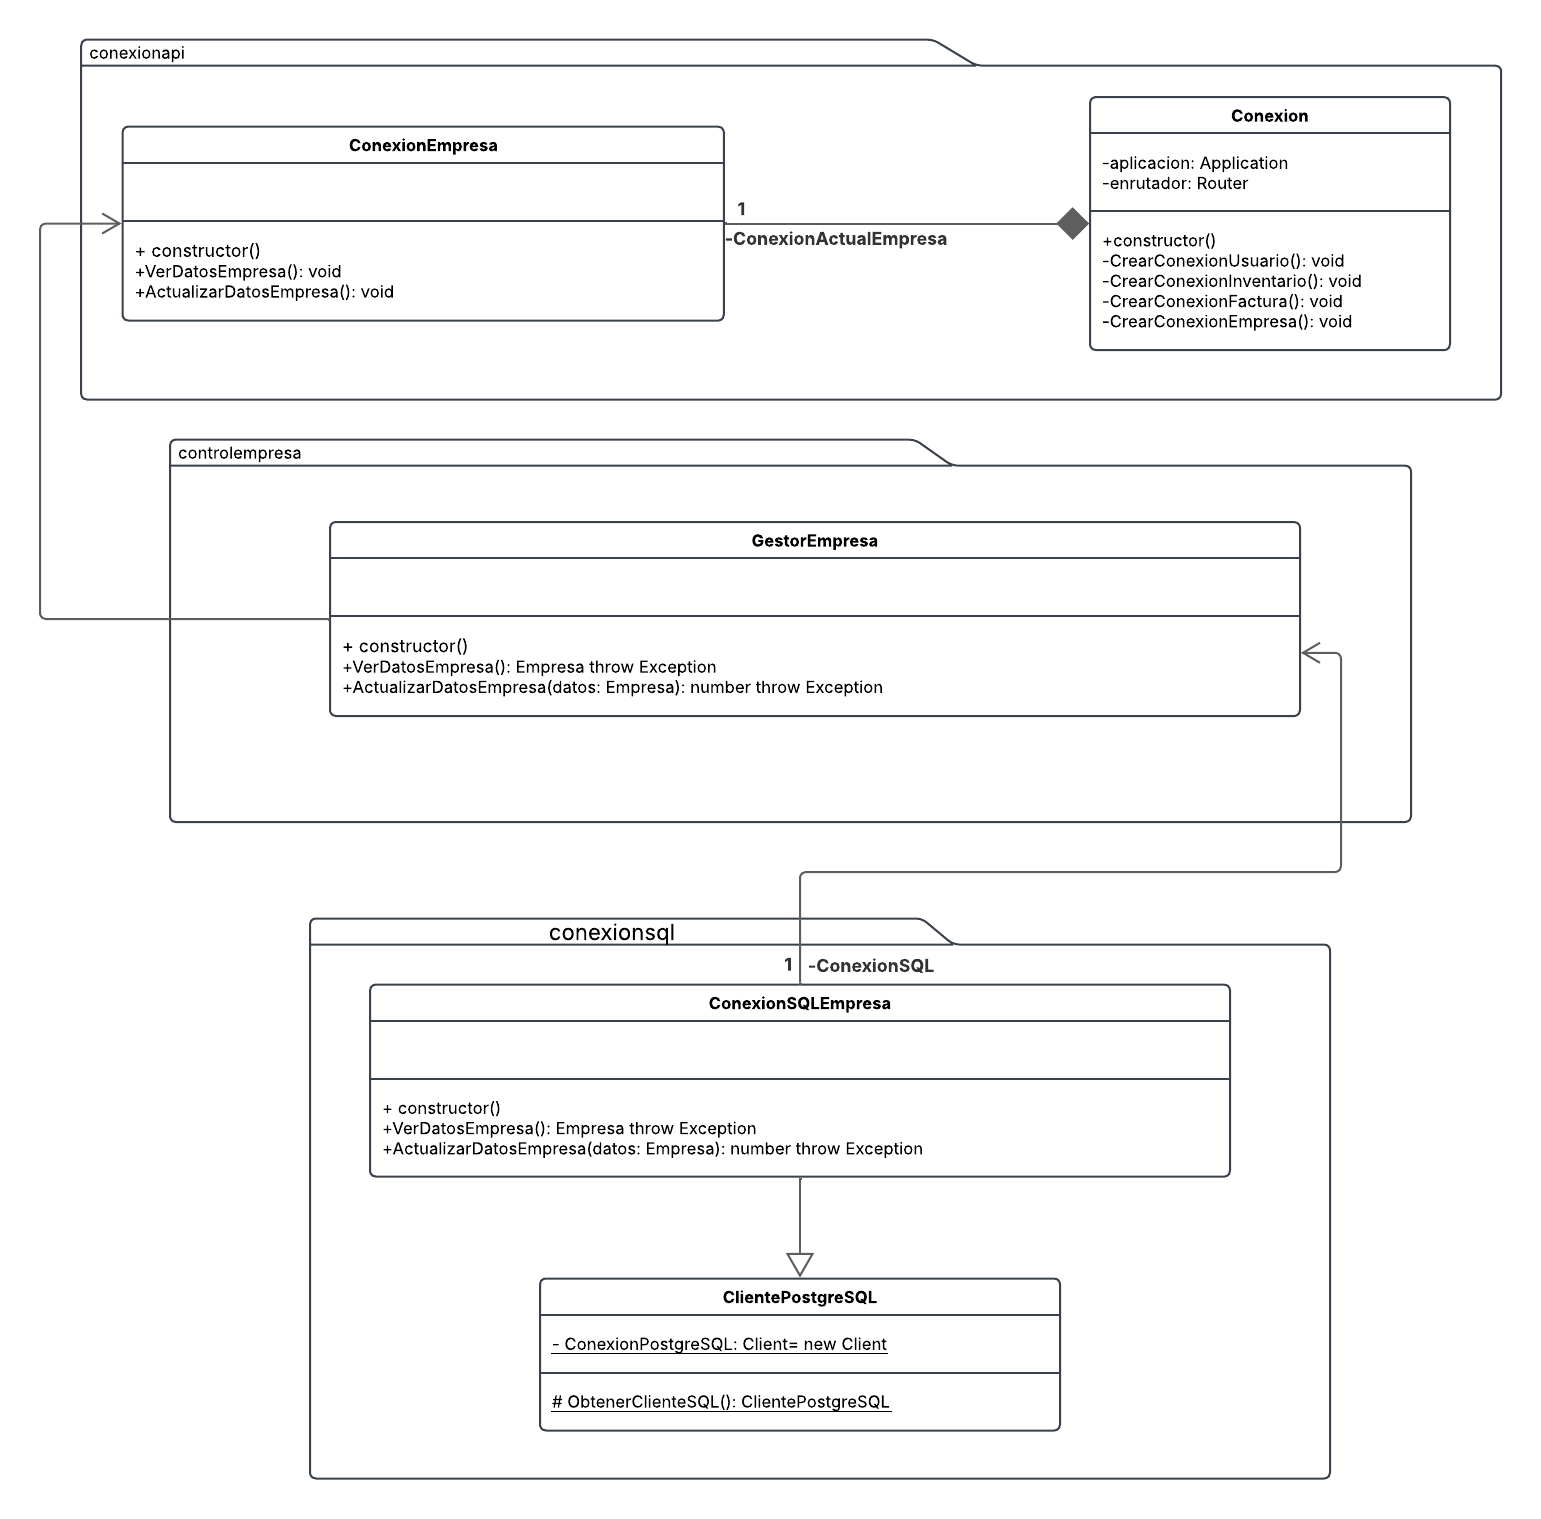 conexionapi
ConexionEmpresa
+ constructor()
+VerDatosEmpresa(): void
+ActualizarDatosEmpresa(): void
1
-ConexionActualEmpresa
Conexion
-aplicacion: Application
-enrutador: Router
+constructor()
-CrearConexionUsuario(): void
-CrearConexionInventario(): void
-CrearConexionFactura(): void
-CrearConexionEmpresa(): void
controlempresa
GestorEmpresa
+ constructor()
+VerDatosEmpresa(): Empresa throw Exception
+ActualizarDatosEmpresa(datos: Empresa): number throw Exception
conexionsql
1 -ConexionSQL
ConexionSQLEmpresa
+ constructor()
+VerDatosEmpresa(): Empresa throw Exception
+ActualizarDatosEmpresa(datos: Empresa): number throw Exception
ClientePostgreSQL
- ConexionPostgreSQL: Client= new Client
# ObtenerClienteSQL(): ClientePostgreSQL